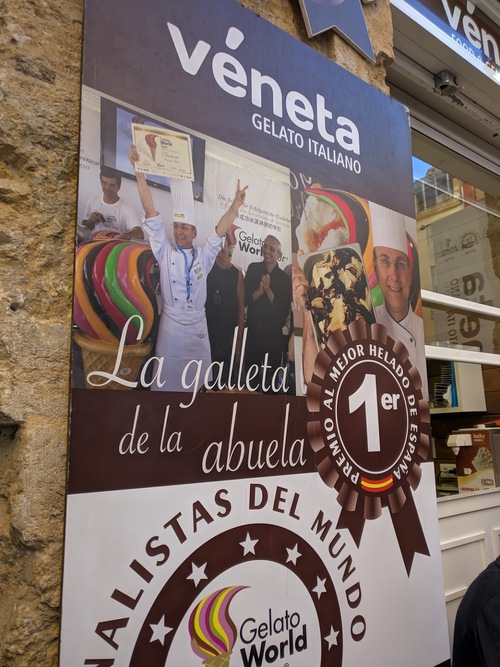 véneta
GELATO ITALIANO
Gelato
World
La galleta
de la abuela
PREMIO AL MEJOR HELADO DE ESPAÑA
1er
NALISTAS DEL MUNDO
Gelato
World